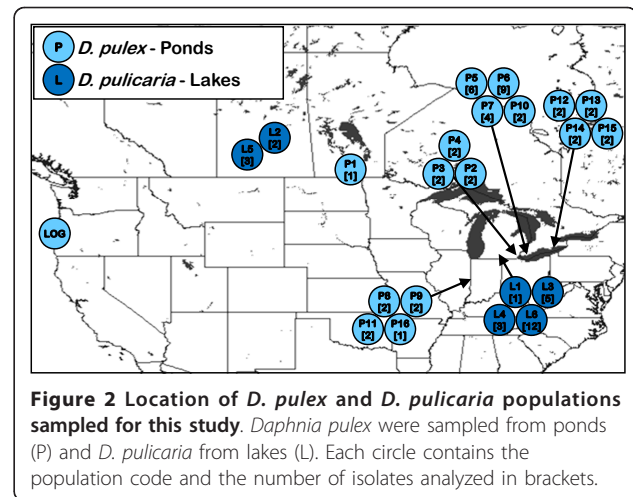 P D. pulex - Ponds
L D. pulicaria - Lakes
P5 P6
[6] [9]
P7 P10
[4] [2]
P12 P13
[2] [2]
P14 P15
[2] [2]
L2
[2]
L5
[3]
P1
[1]
P4
[2]
P3 P2
[2] [2]
LOG
P8 P9
[2] [2]
P11 P16
[2] [1]
L1 L3
[1] [5]
L4 L6
[3] [12]
Figure 2 Location of D. pulex and D. pulicaria populations
sampled for this study. Daphnia pulex were sampled from ponds
(P) and D. pulicaria from lakes (L). Each circle contains the
population code and the number of isolates analyzed in brackets.